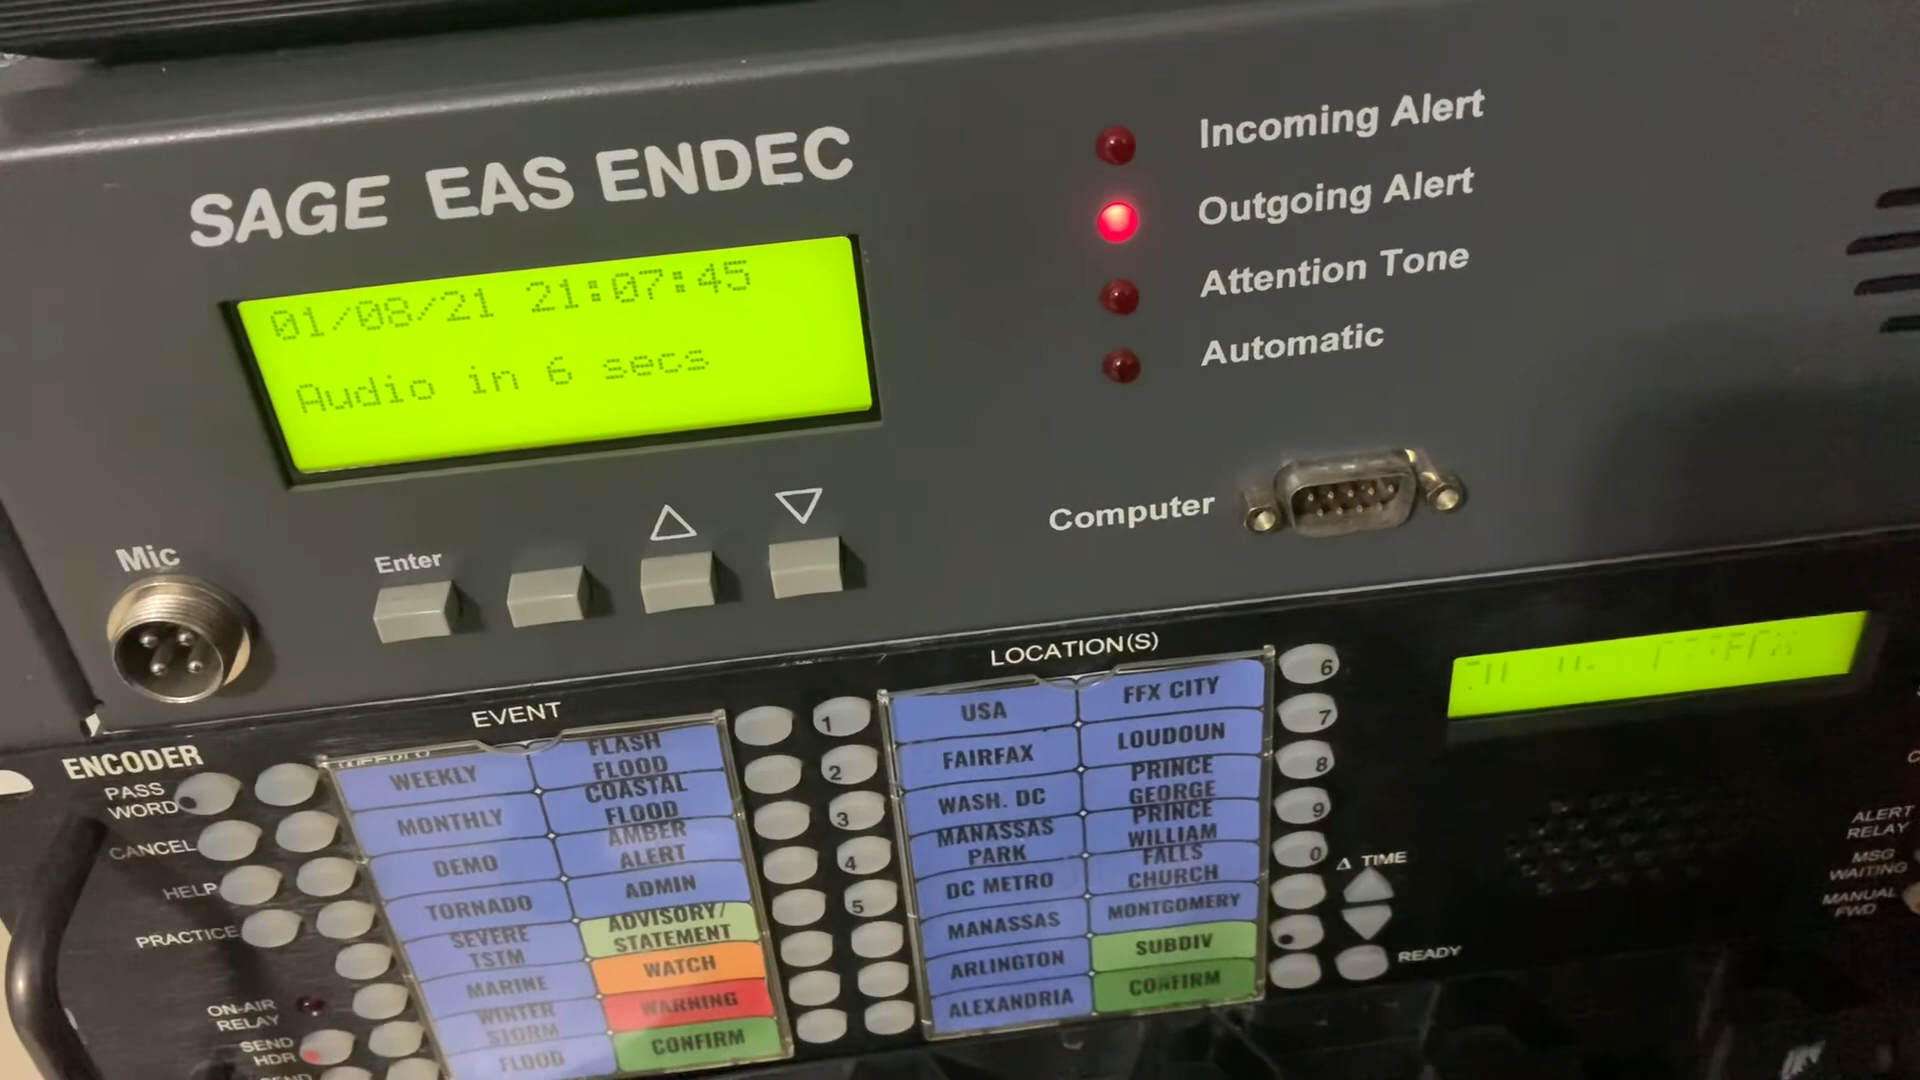 SAGE EAS ENDEC
01/08/21 21:07:45
Audio in 6 secs
Incoming Alert
Outgoing Alert
Attention Tone
Automatic
Computer
Mic
Enter
ENCODER
PASS
WORD
CANCEL
HELP
PRACTICE
ON-AIR
RELAY
SEND
HDR
EVENT
WEEKLY
MONTHLY
DEMO
TORNADO
SEVERE
TSTM
MARINE
WINTER
STORM
FLOOD
FLASH
FLOOD
COASTAL
FLOOD
AMBER
ALERT
ADMIN
ADVISORY/
STATEMENT
WATCH
WARNING
CONFIRM
1
2
3
4
5
LOCATION(S)
USA
FAIRFAX
WASH. DC
MANASSAS
PARK
DC METRO
MANASSAS
ARLINGTON
ALEXANDRIA
FFX CITY
LOUDOUN
PRINCE
GEORGE
PRINCE
WILLIAM
FALLS
CHURCH
MONTGOMERY
SUBDIV
CONFIRM
6
7
8
9
0
Δ TIME
READY
ALERT
RELAY
MSG
WAITING
MANUAL
FWD